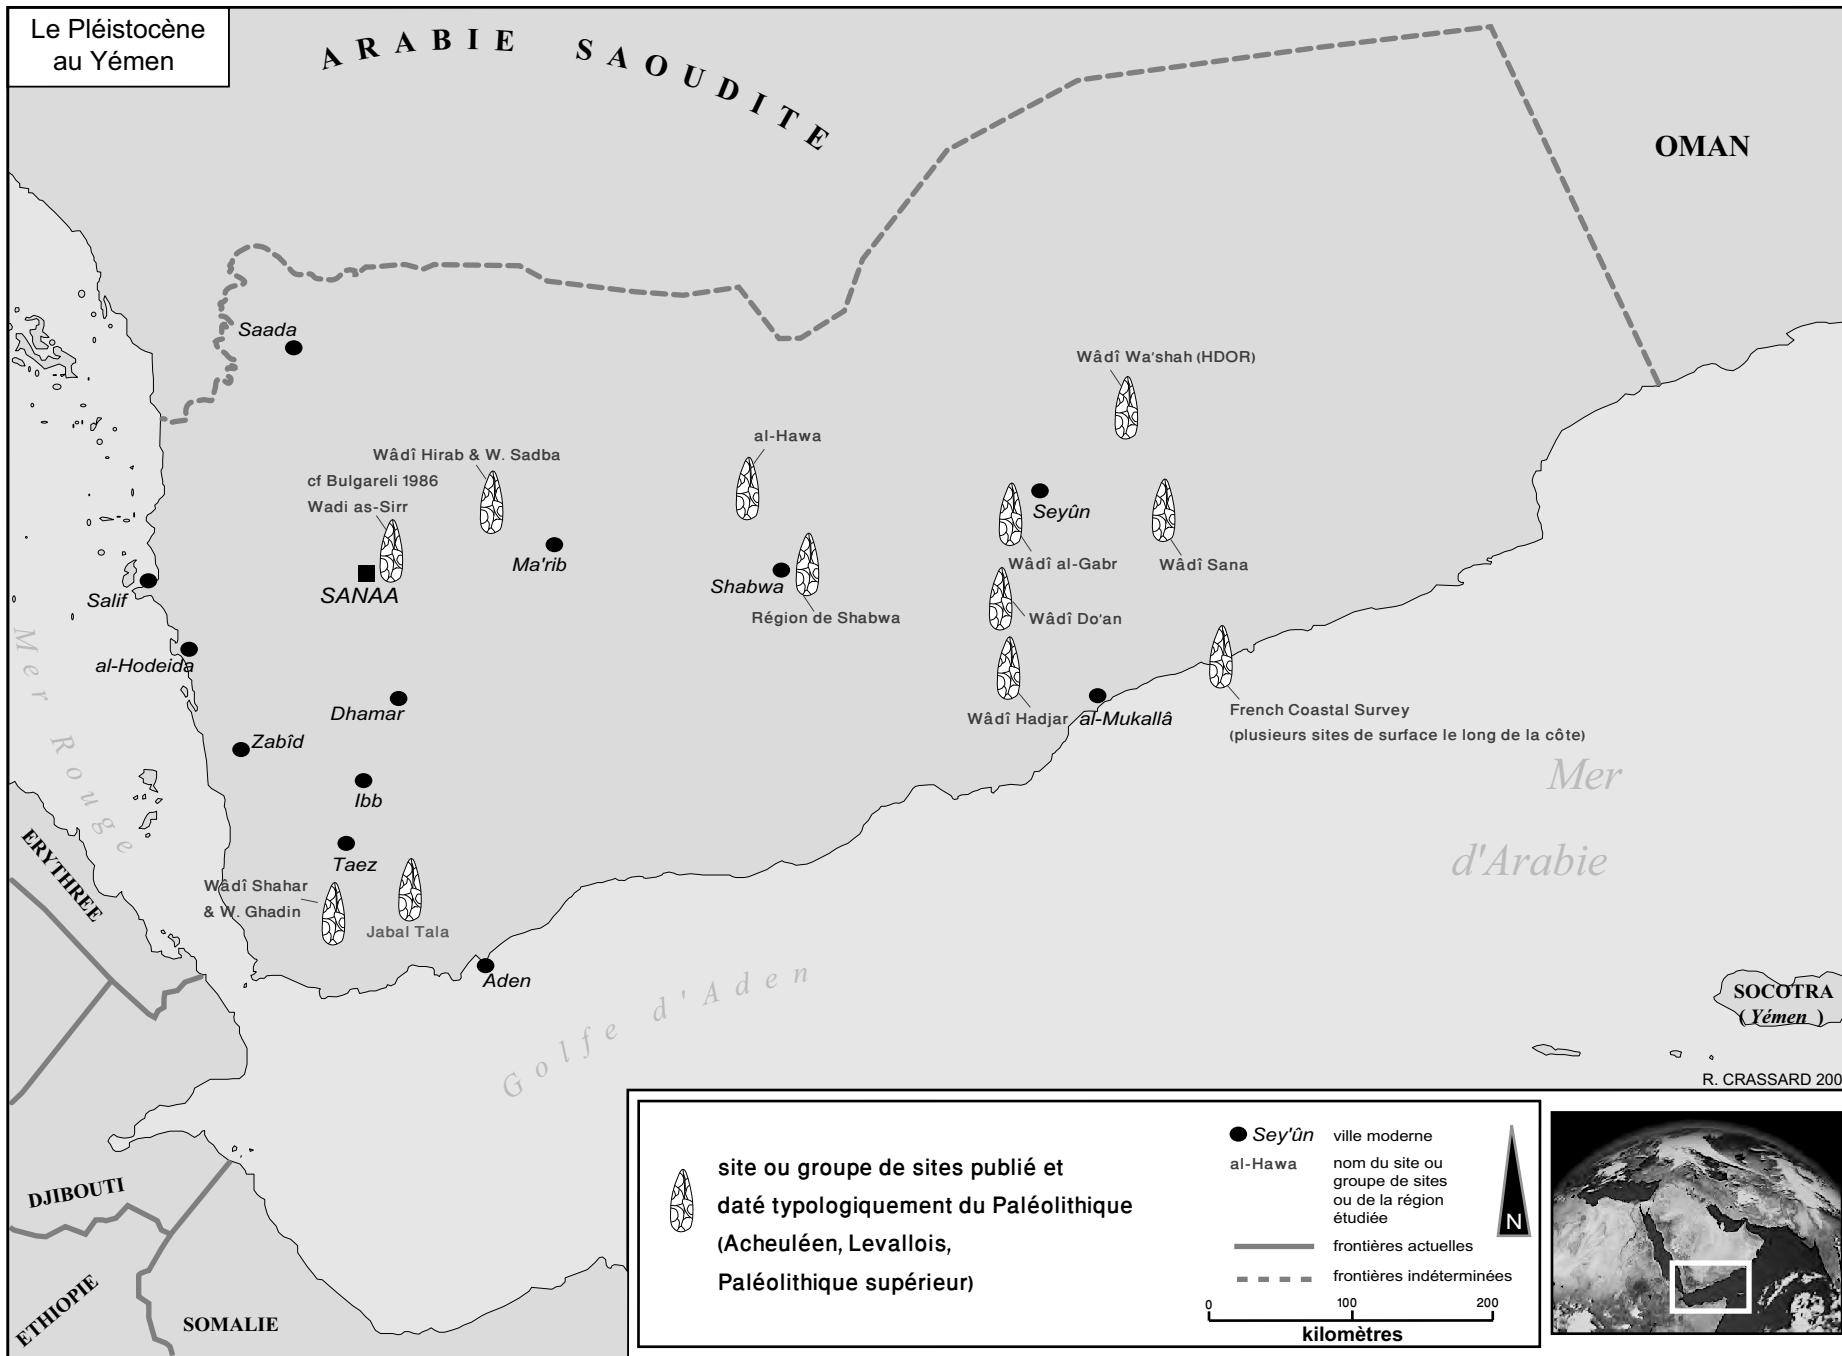 Le Pléistocène
au Yémen
ARABIE SAOUDITE
OMAN
Saada
Wâdî Wa'shah (HDOR)
al-Hawa
Wâdî Hirab & W. Sadba
cf Bulgareli 1986
Wadi as-Sirr
Seyûn
Ma'rib
Wâdî al-Gabr
Wâdî Sana
Shabwa
SANAA
Salif
Région de Shabwa
Wâdî Do'an
Mer Rouge
al-Hodeida
Dhamar
Wâdî Hadjar
al-Mukallâ
French Coastal Survey
(plusieurs sites de surface le long de la côte)
Zabîd
Ibb
Mer
d'Arabie
ERYTHREE
Taez
Wâdî Shahar
& W. Ghadin
Jabal Tala
Aden
Golfe d'Aden
SOCOTRA
( Yémen )
R. CRASSARD 200
DJIBOUTI
ETHIOPIE
SOMALIE
site ou groupe de sites publié et
daté typologiquement du Paléolithique
(Acheuléen, Levallois,
Paléolithique supérieur)
Sey'ûn ville moderne
al-Hawa nom du site ou
groupe de sites
ou de la région
étudiée
frontières actuelles
frontières indéterminées
0 100 200
kilomètres
N